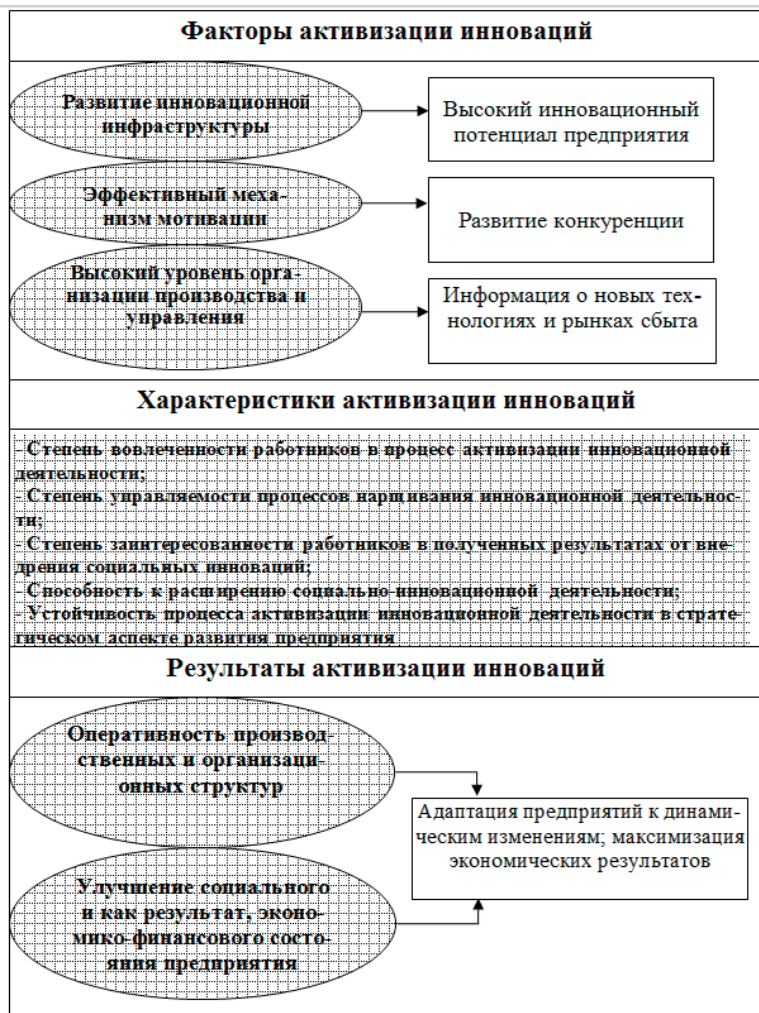 Факторы активизации инноваций
Развитие инновационной
инфраструктуры
Высокий инновационный
потенциал предприятия
Эффективный меха-
низм мотивации
Развитие конкуренции
Высокий уровень орга-
низации производства и
управления
Информация о новых тех-
нологиях и рынках сбыта
Характеристики активизации инноваций
- Степень вовлеченности работников в процесс активизации инновационной
деятельности;
- Степень управляемости процессов наращивания инновационной деятельнос-
ти;
- Степень заинтересованности работников в полученных результатах от вне-
дрения социальных инноваций;
- Способность к расширению социально-инновационной деятельности;
- Устойчивость процесса активизации инновационной деятельности в страте-
гическом аспекте развития предприятия
Результаты активизации инноваций
Оперативность производ-
ственных и организаци-
онных структур
Адаптация предприятий к динами-
ческим изменениям; максимизация
экономических результатов
Улучшение социального
и как результат, эконо-
мико-финансового состо-
яния предприятия